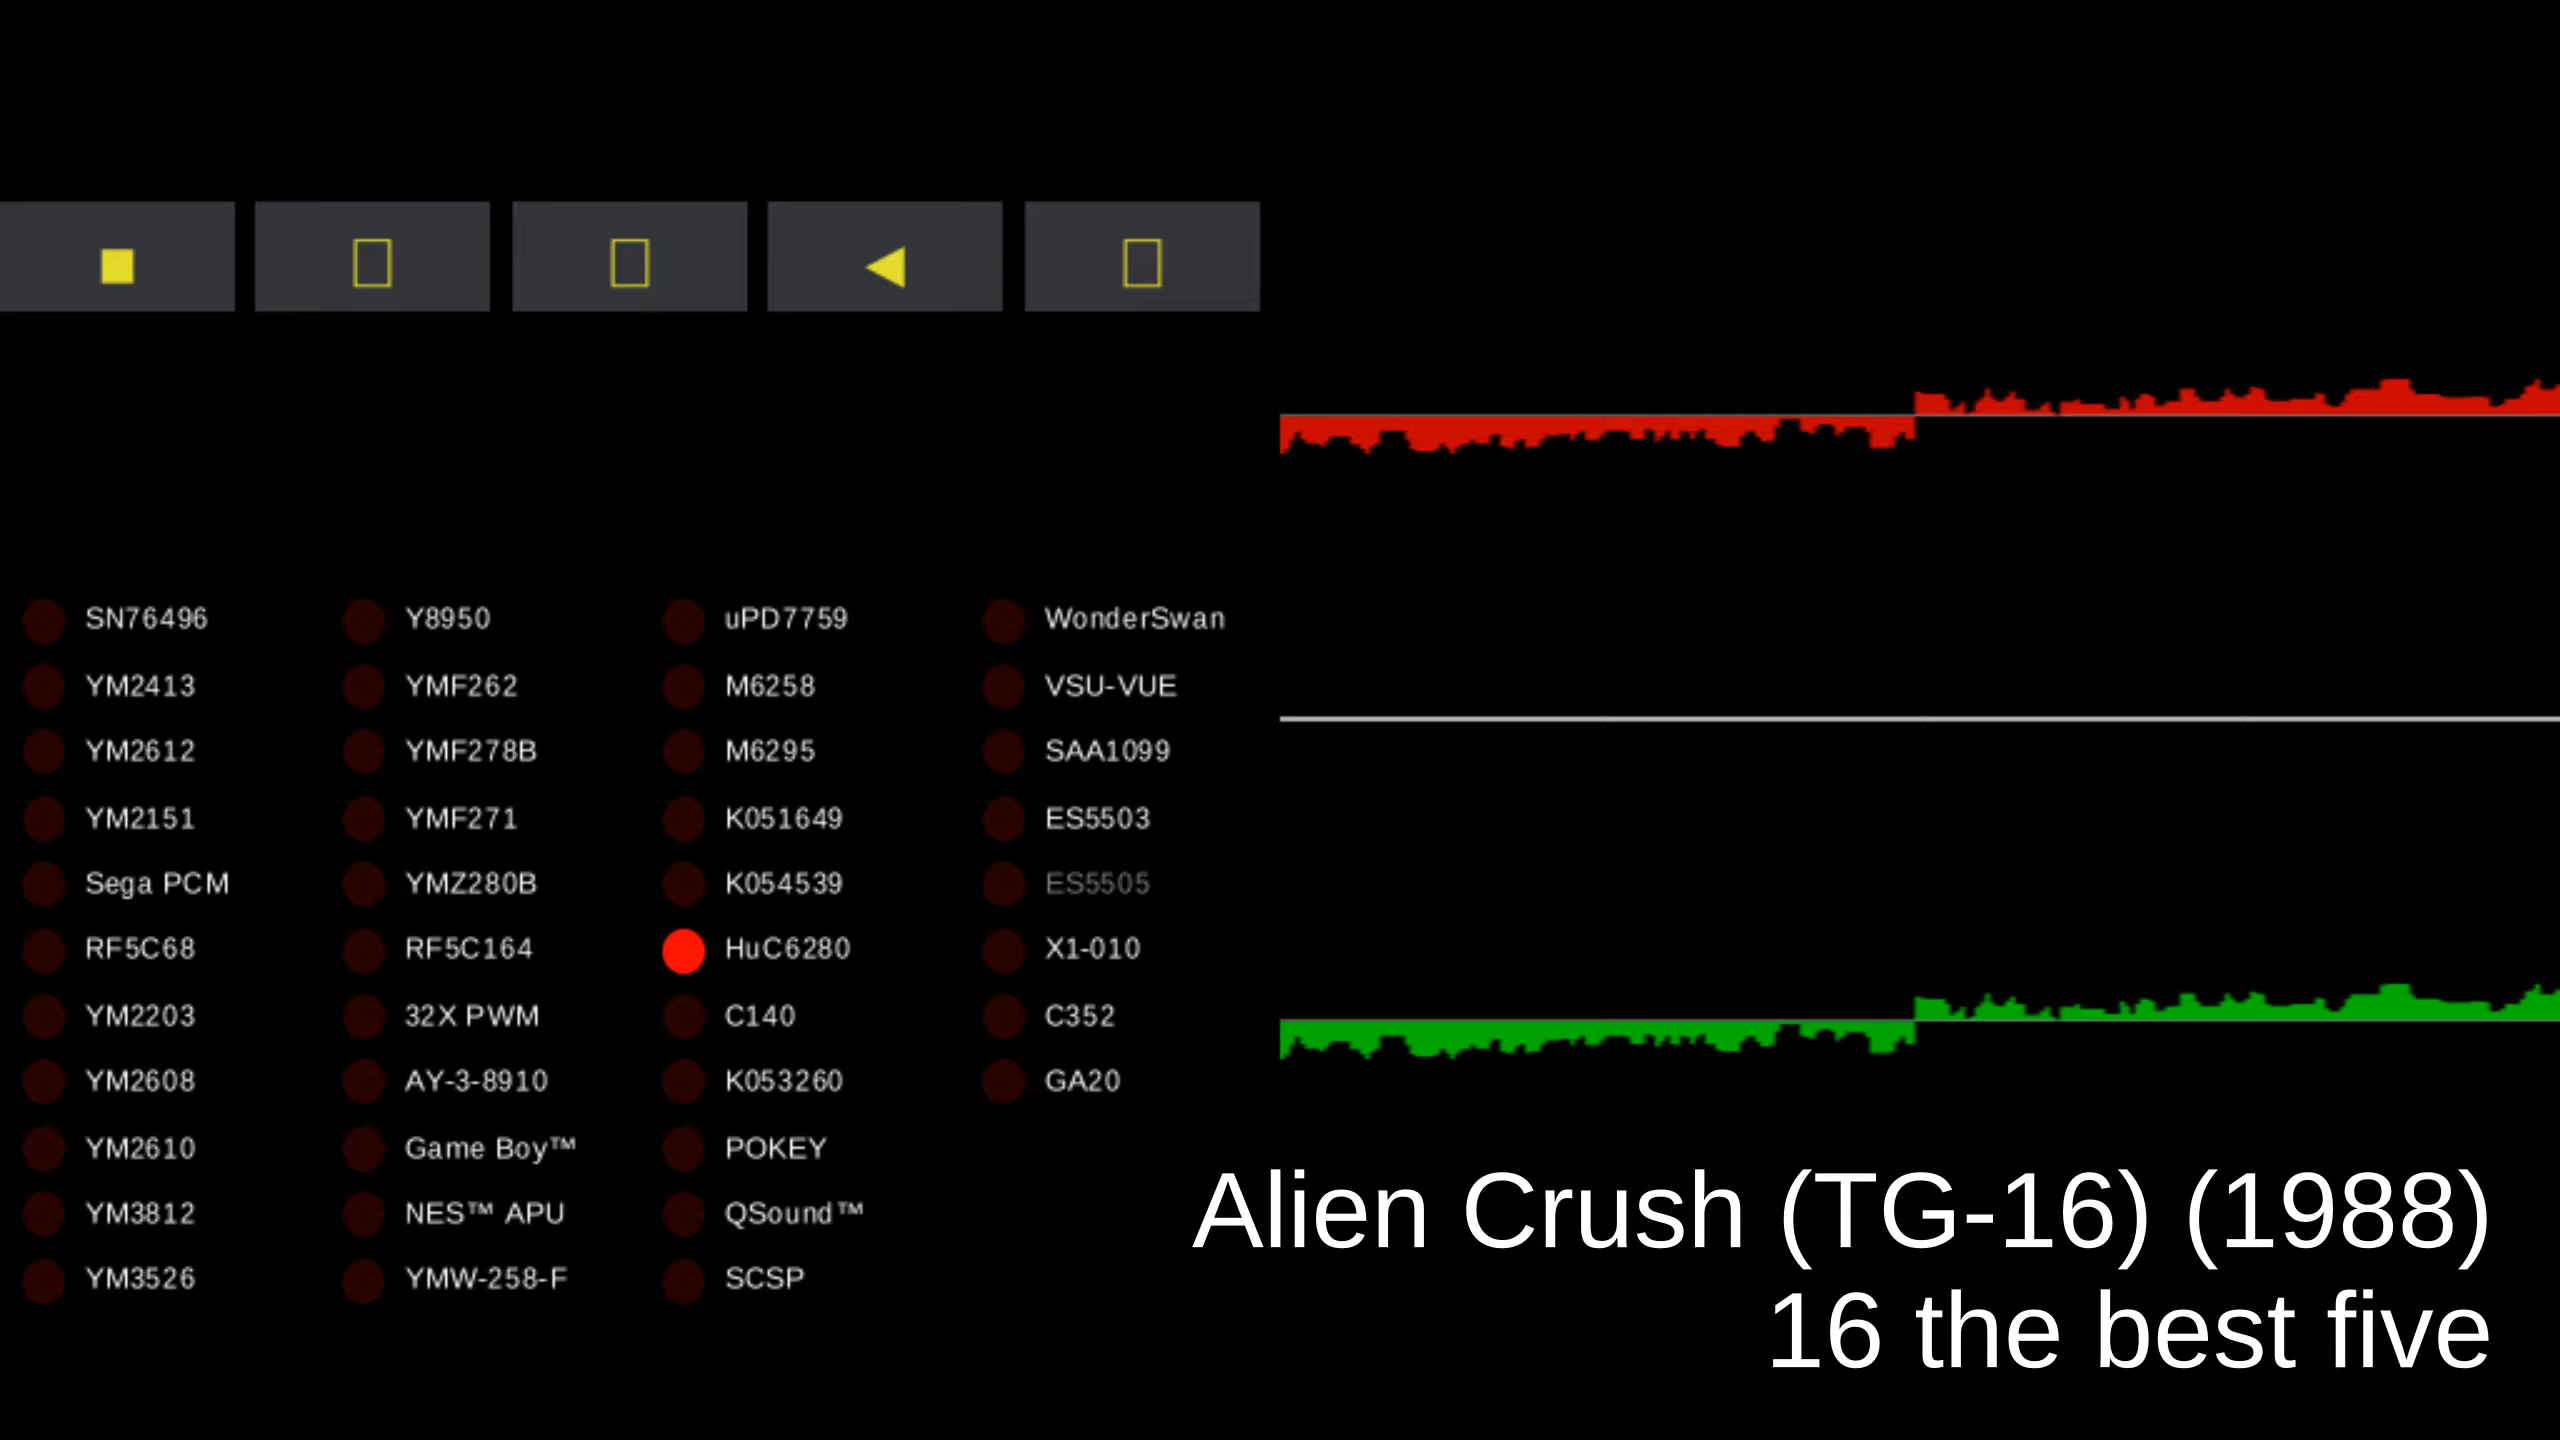 SN76496
YM2413
YM2612
YM2151
Sega PCM
RF5C68
YM2203
YM2608
YM2610
YM3812
YM3526
Y8950
YMF262
YMF278B
YMF271
YMZ280B
RF5C164
32X PWM
AY-3-8910
Game Boy™
NES™ APU
YMW-258-F
uPD7759
M6258
M6295
K051649
K054539
HuC6280
C140
K053260
POKEY
QSound™
SCSP
WonderSwan
VSU-VUE
SAA1099
ES5503
ES5505
X1-010
C352
GA20
Alien Crush (TG-16) (1988)
16 the best five